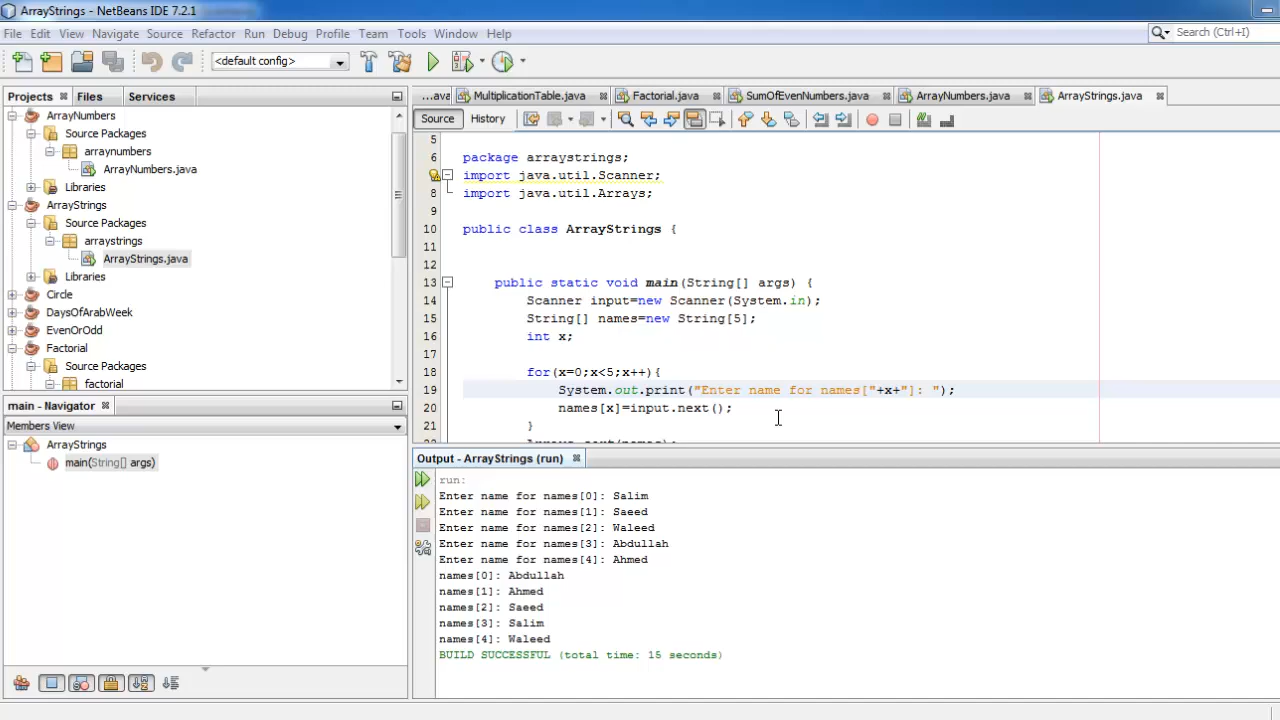 ArrayStrings - NetBeans IDE 7.2.1
File Edit View Navigate Source Refactor Run Debug Profile Team Tools Window Help
Search (Ctrl+I)
<default config>
Projects Files Services
ArrayNumbers
Source Packages
arraynumbers
ArrayNumbers.java
Libraries
ArrayStrings
Source Packages
arraystrings
ArrayStrings.java
Libraries
Circle
DaysOfArabWeek
EvenOrOdd
Factorial
Source Packages
factorial
main - Navigator
Members View
ArrayStrings
main(String[] args)
...ava MultiplicationTable.java Factorial.java SumOfEvenNumbers.java ArrayNumbers.java ArrayStrings.java
Source History
5
6 package arraystrings;
import java.util.Scanner;
8 import java.util.Arrays;
9
10 public class ArrayStrings {
11
12
13 public static void main(String[] args) {
14 Scanner input=new Scanner(System.in);
15 String[] names=new String[5];
16 int x;
17
18 for(x=0;x<5;x++){
19 System.out.print("Enter name for names["+x+"]: ");
20 names[x]=input.next();
21 }
Output - ArrayStrings (run)
run:
Enter name for names[0]: Salim
Enter name for names[1]: Saeed
Enter name for names[2]: Waleed
Enter name for names[3]: Abdullah
Enter name for names[4]: Ahmed
names[0]: Abdullah
names[1]: Ahmed
names[2]: Saeed
names[3]: Salim
names[4]: Waleed
BUILD SUCCESSFUL (total time: 15 seconds)